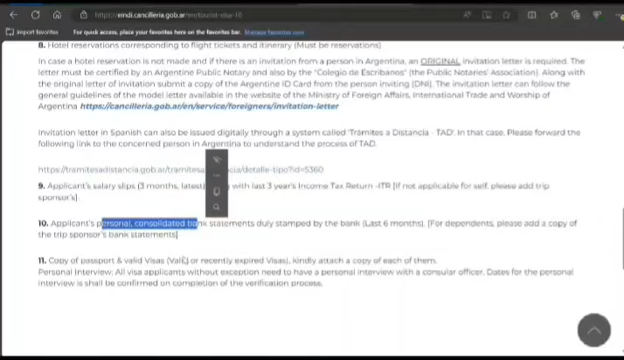 https://emdi.cancilleria.gob.ar/en/tourist-visa-18
Import favorites For quick access, place your favorites here on the favorites bar. Manage favorites now
8. Hotel reservations corresponding to flight tickets and itinerary (Must be reservations)
In case a hotel reservation is not made and if there is an invitation from a person in Argentina, an ORIGINAL invitation letter is required. The
letter must be certified by an Argentine Public Notary and also by the "Colegio de Escribanos" (the Public Notaries' Association). Along with
the original letter of invitation submit a copy of the Argentine ID Card from the person inviting (DNI). The invitation letter can follow the
general guidelines of the model letter available in the website of the Ministry of Foreign Affairs, International Trade and Worship of
Argentina https://cancilleria.gob.ar/en/service/foreigners/invitation-letter
Invitation letter in Spanish can also be issued digitally through a system called 'Trámites a Distancia - TAD'. In that case, Please forward the
following link to the concerned person in Argentina to understand the process of TAD.
https://tramitesadistancia.gob.ar/tramites detalle-tipo?id=5360
9. Applicant's salary slips (3 months, latest) with last 3 year's Income Tax Return -ITR [If not applicable for self, please add trip
sponsor's]
10. Applicant's personal, consolidated bank statements duly stamped by the bank (Last 6 months). [For dependents, please add a copy of
the trip sponsor's bank statements]
11. Copy of passport & valid Visas (Valid or recently expired Visas), kindly attach a copy of each of them.
Personal Interview: All visa applicants without exception need to have a personal interview with a consular officer. Dates for the personal
interview is shall be confirmed on completion of the verification process.